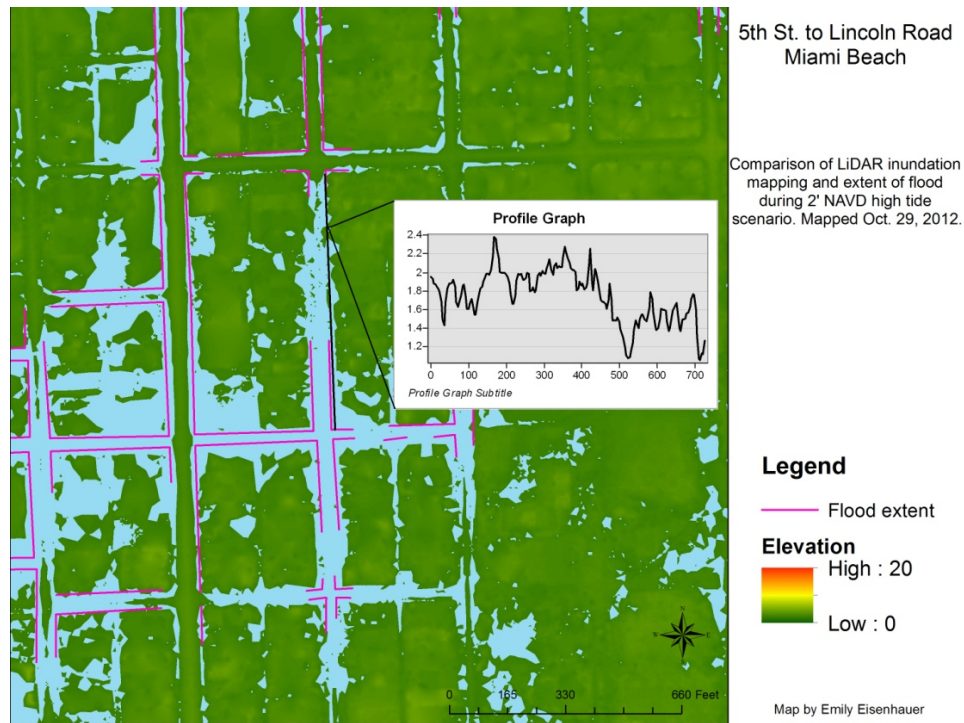 5th St. to Lincoln Road
Miami Beach
Comparison of LiDAR inundation
mapping and extent of flood
during 2' NAVD high tide
scenario. Mapped Oct. 29, 2012.
Profile Graph
2.4
2.2
2
1.8
1.6
1.4
1.2
0 100 200 300 400 500 600 700
Profile Graph Subtitle
Legend
Flood extent
Elevation
High : 20
Low : 0
N
W E
S
0 165 330 660 Feet
Map by Emily Eisenhauer